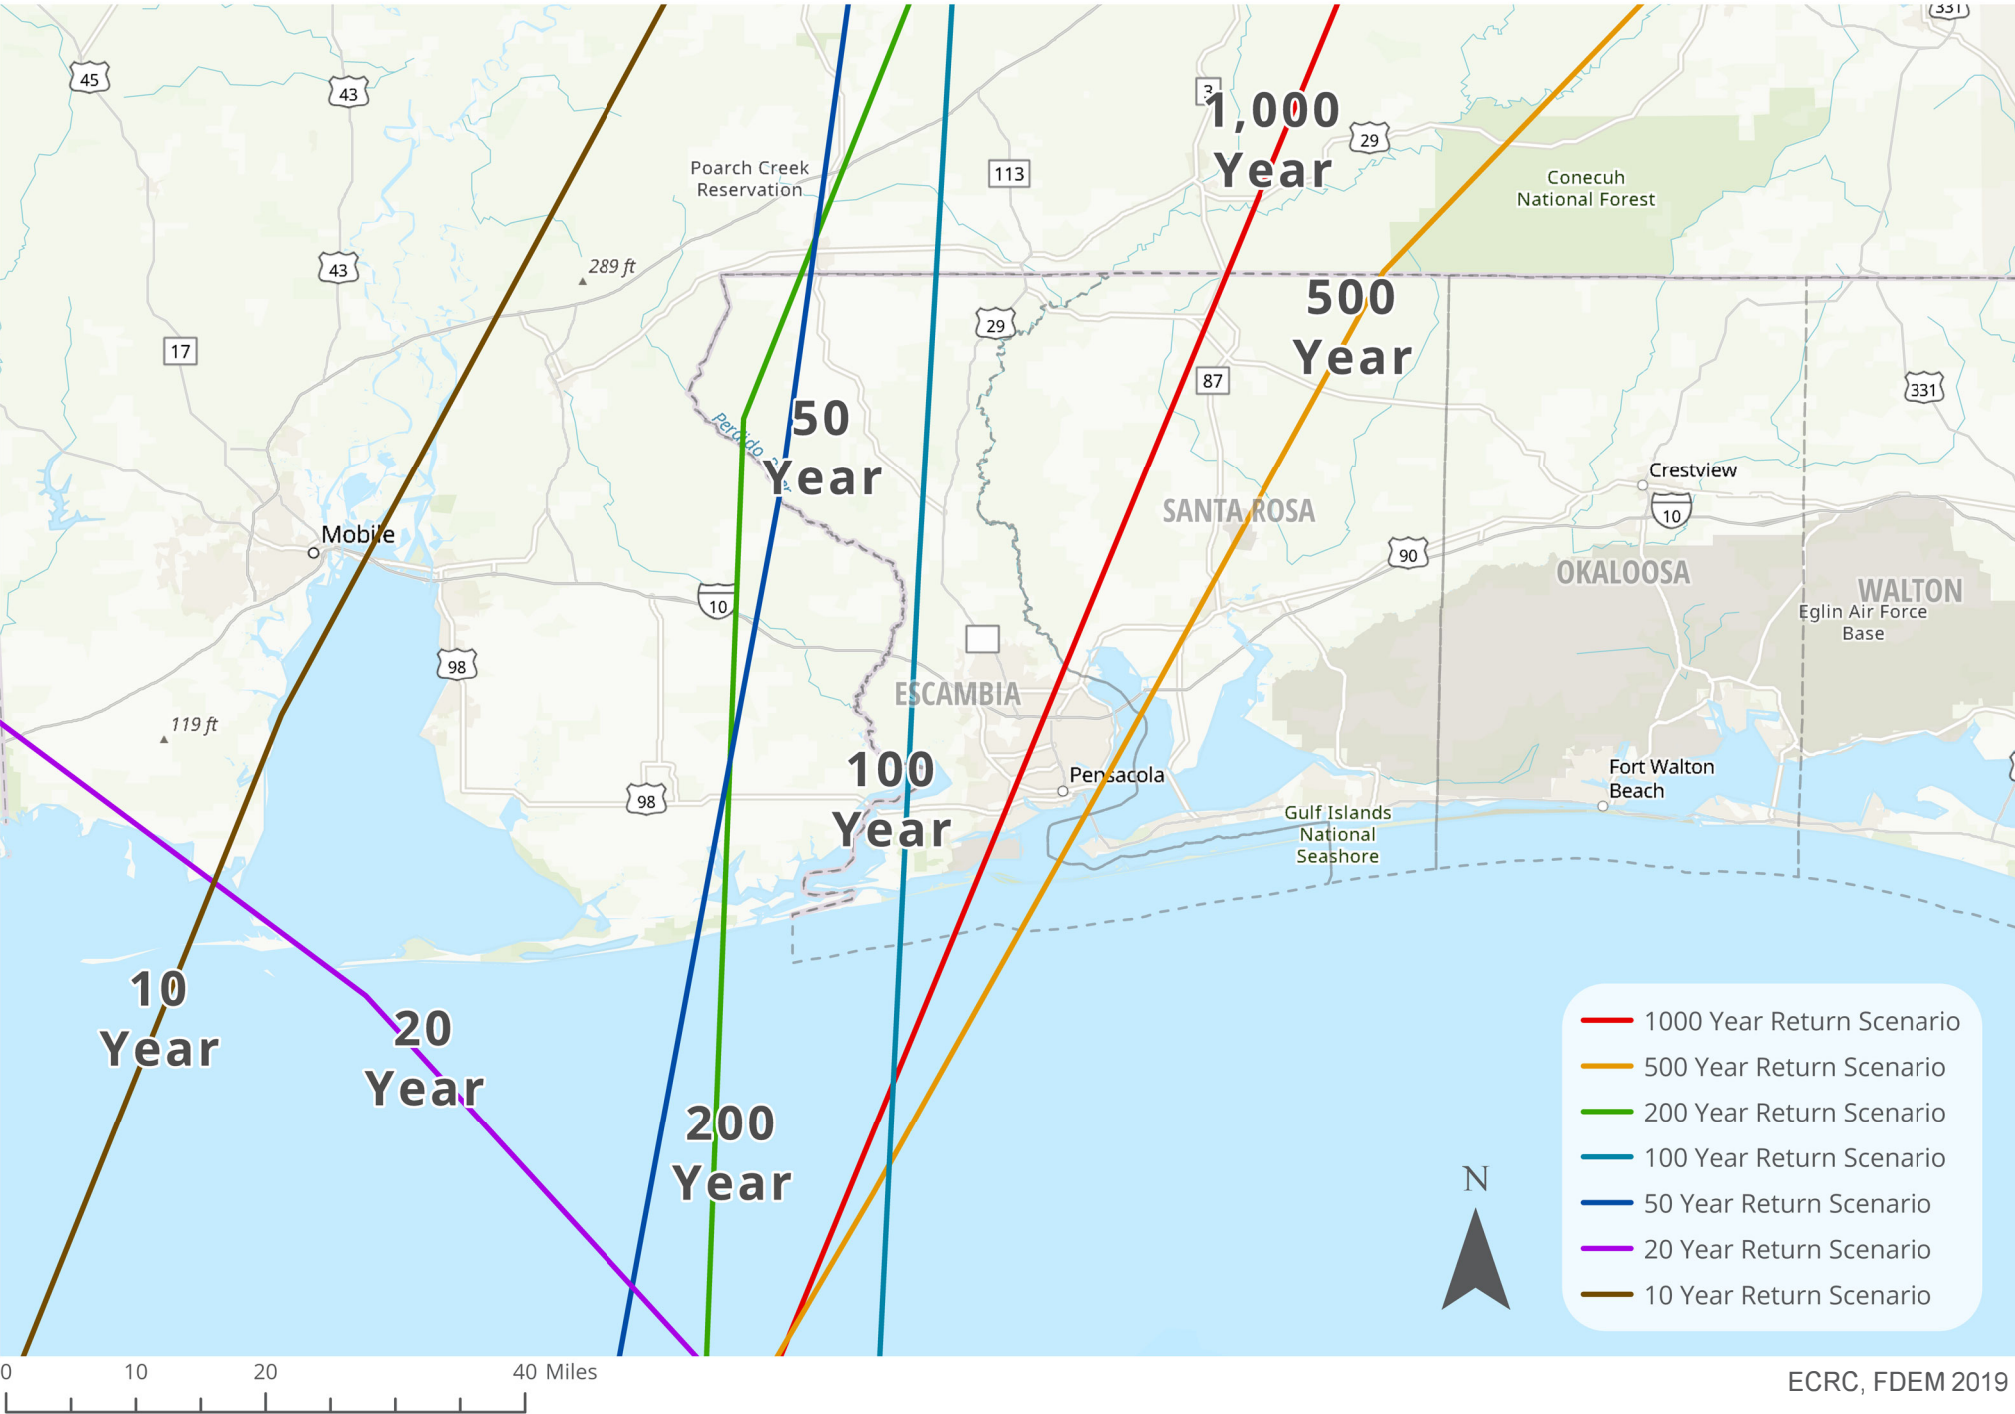 331
45
43
3
1,000
Year
29
Poarch Creek
Reservation
113
Conecuh
National Forest
43
289 ft
500
Year
29
17
87
331
50
Year
Perdido
Crestview
SANTA ROSA
10
Mobile
90
OKALOOSA
WALTON
Eglin Air Force
Base
10
98
ESCAMBIA
119 ft
100
Year
Pensacola
Fort Walton
Beach
98
Gulf Islands
National
Seashore
10
Year
20
Year
200
Year
N
1000 Year Return Scenario
500 Year Return Scenario
200 Year Return Scenario
100 Year Return Scenario
50 Year Return Scenario
20 Year Return Scenario
10 Year Return Scenario
0 10 20 40 Miles
ECRC, FDEM 2019